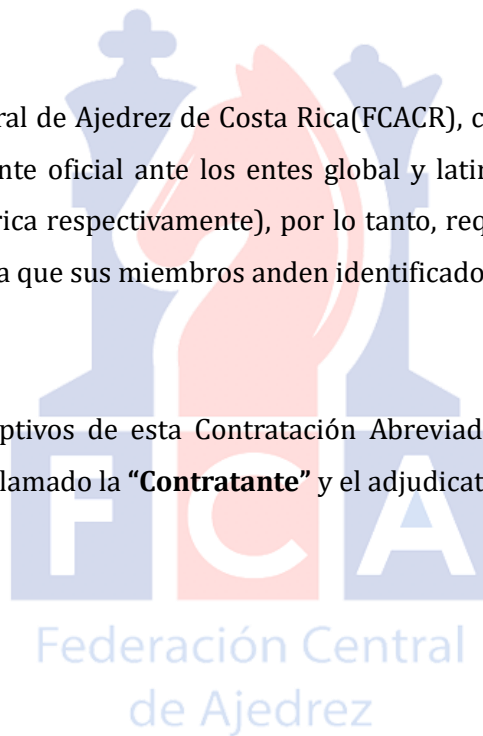 ral de Ajedrez de Costa Rica(FCACR), c
nte oficial ante los entes global y latin
rica respectivamente), por lo tanto, req
a que sus miembros anden identificado
ptivos de esta Contratación Abreviad
lamado la “Contratante” y el adjudicat
F C A
Federación Central
de Ajedrez